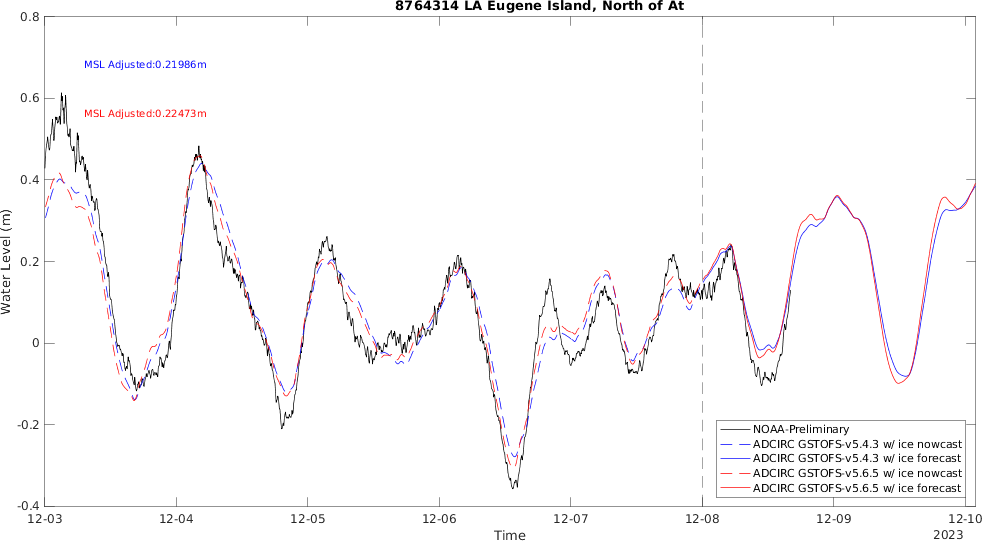 8764314 LA Eugene Island, North of At
MSL Adjusted:0.21986m
MSL Adjusted:0.22473m
Water Level (m)
0.8
0.6
0.4
0.2
0
-0.2
-0.4
NOAA-Preliminary
ADCIRC GSTOFS-v5.4.3 w/ ice nowcast
ADCIRC GSTOFS-v5.4.3 w/ ice forecast
ADCIRC GSTOFS-v5.6.5 w/ ice nowcast
ADCIRC GSTOFS-v5.6.5 w/ ice forecast
12-03 12-04 12-05 12-06 12-07 12-08 12-09 12-10
Time
2023